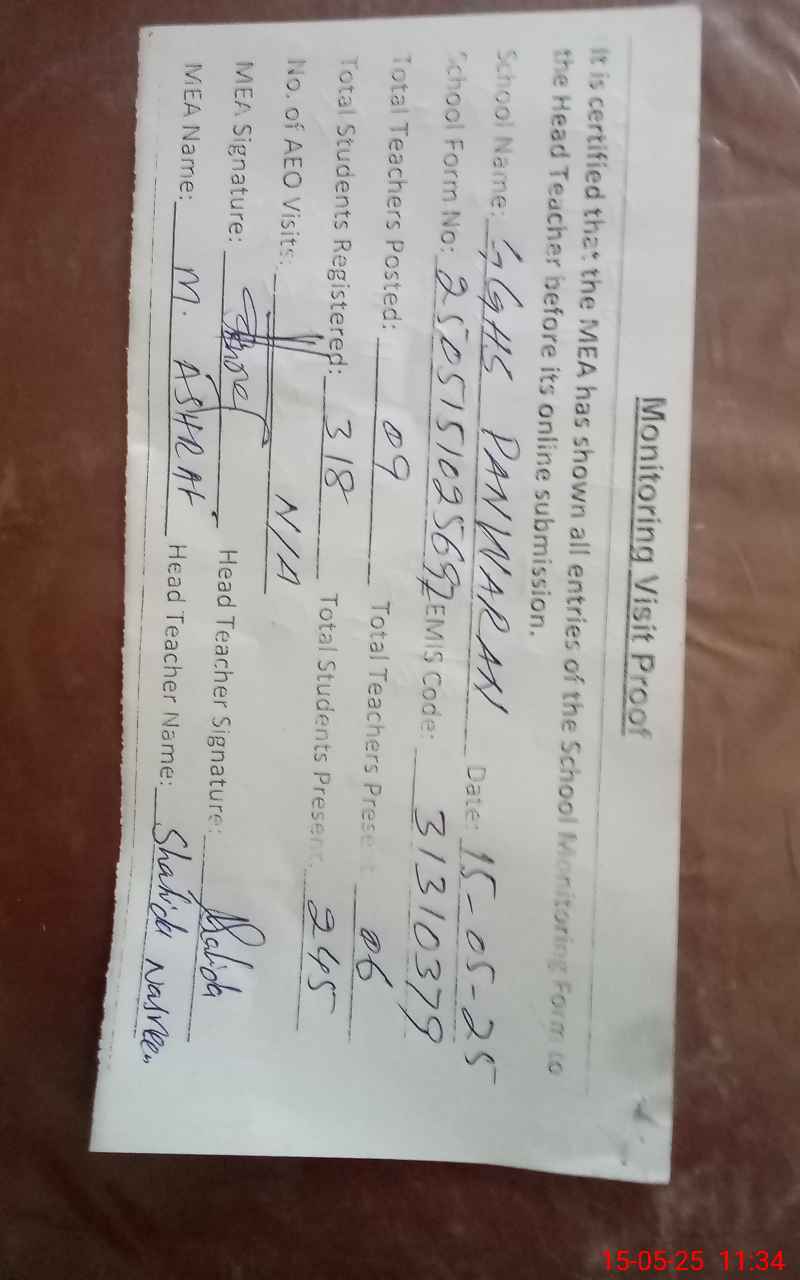 Monitoring Visit Proof
It is certified that the MEA has shown all entries of the School Monitoring Form to
the Head Teacher before its online submission.
School Name: GGHS PANWARAN Date: 15-05-25
School Form No: 250515102569Z EMIS Code: 31310379
Total Teachers Posted: 09 Total Teachers Present 06
Total Students Registered: 318 Total Students Present. 245
No. of AEO Visits: N/A
MEA Signature: Head Teacher Signature: Shahida
MEA Name: M. ASHRAF Head Teacher Name: Shahida Nasreen
15-05-25 11:34